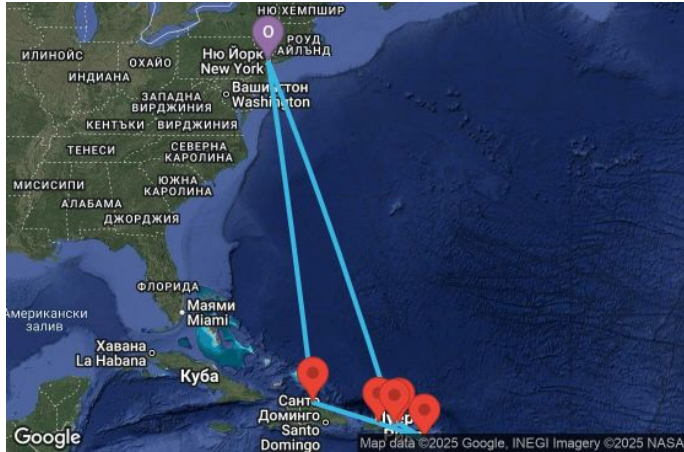 НЮ ХЕМПШИР
O
РОУД
АЙЛЪНД
Ню Йорк
New York
ИЛИНОЙС
ОХАЙО
ИНДИАНА
Вашингтон
Washington
ЗАПАДНА
ВИРДЖИНИЯ
КЕНТЪКИ
ВИРДЖИНИЯ
ТЕНЕСИ
СЕВЕРНА
КАРОЛИНА
МИСИСИПИ
ЮЖНА
КАРОЛИНА
АЛАБАМА
ДЖОРДЖИЯ
ФЛОРИДА
Маями
Miami
Американски
залив
Хавана
La Habana
Куба
Санто
Доминго
Santo
Domingo
Google
Map data ©2025 Google, INEGI Imagery ©2025 NASA